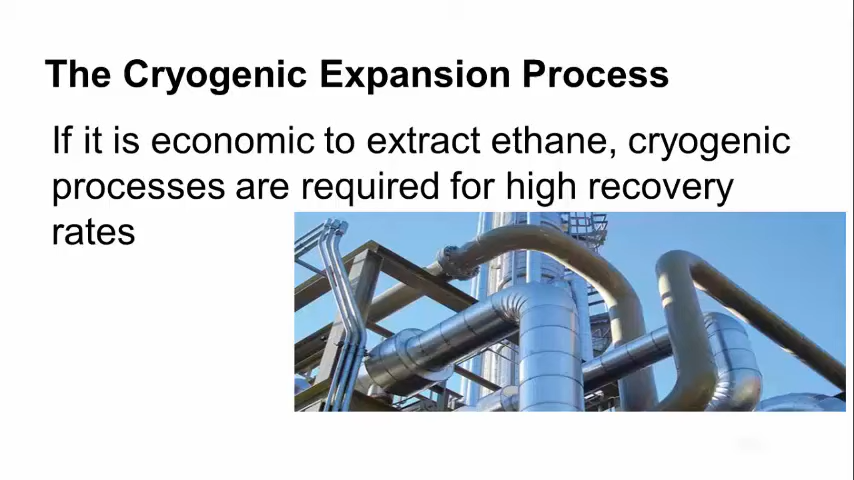 The Cryogenic Expansion Process
If it is economic to extract ethane, cryogenic
processes are required for high recovery
rates